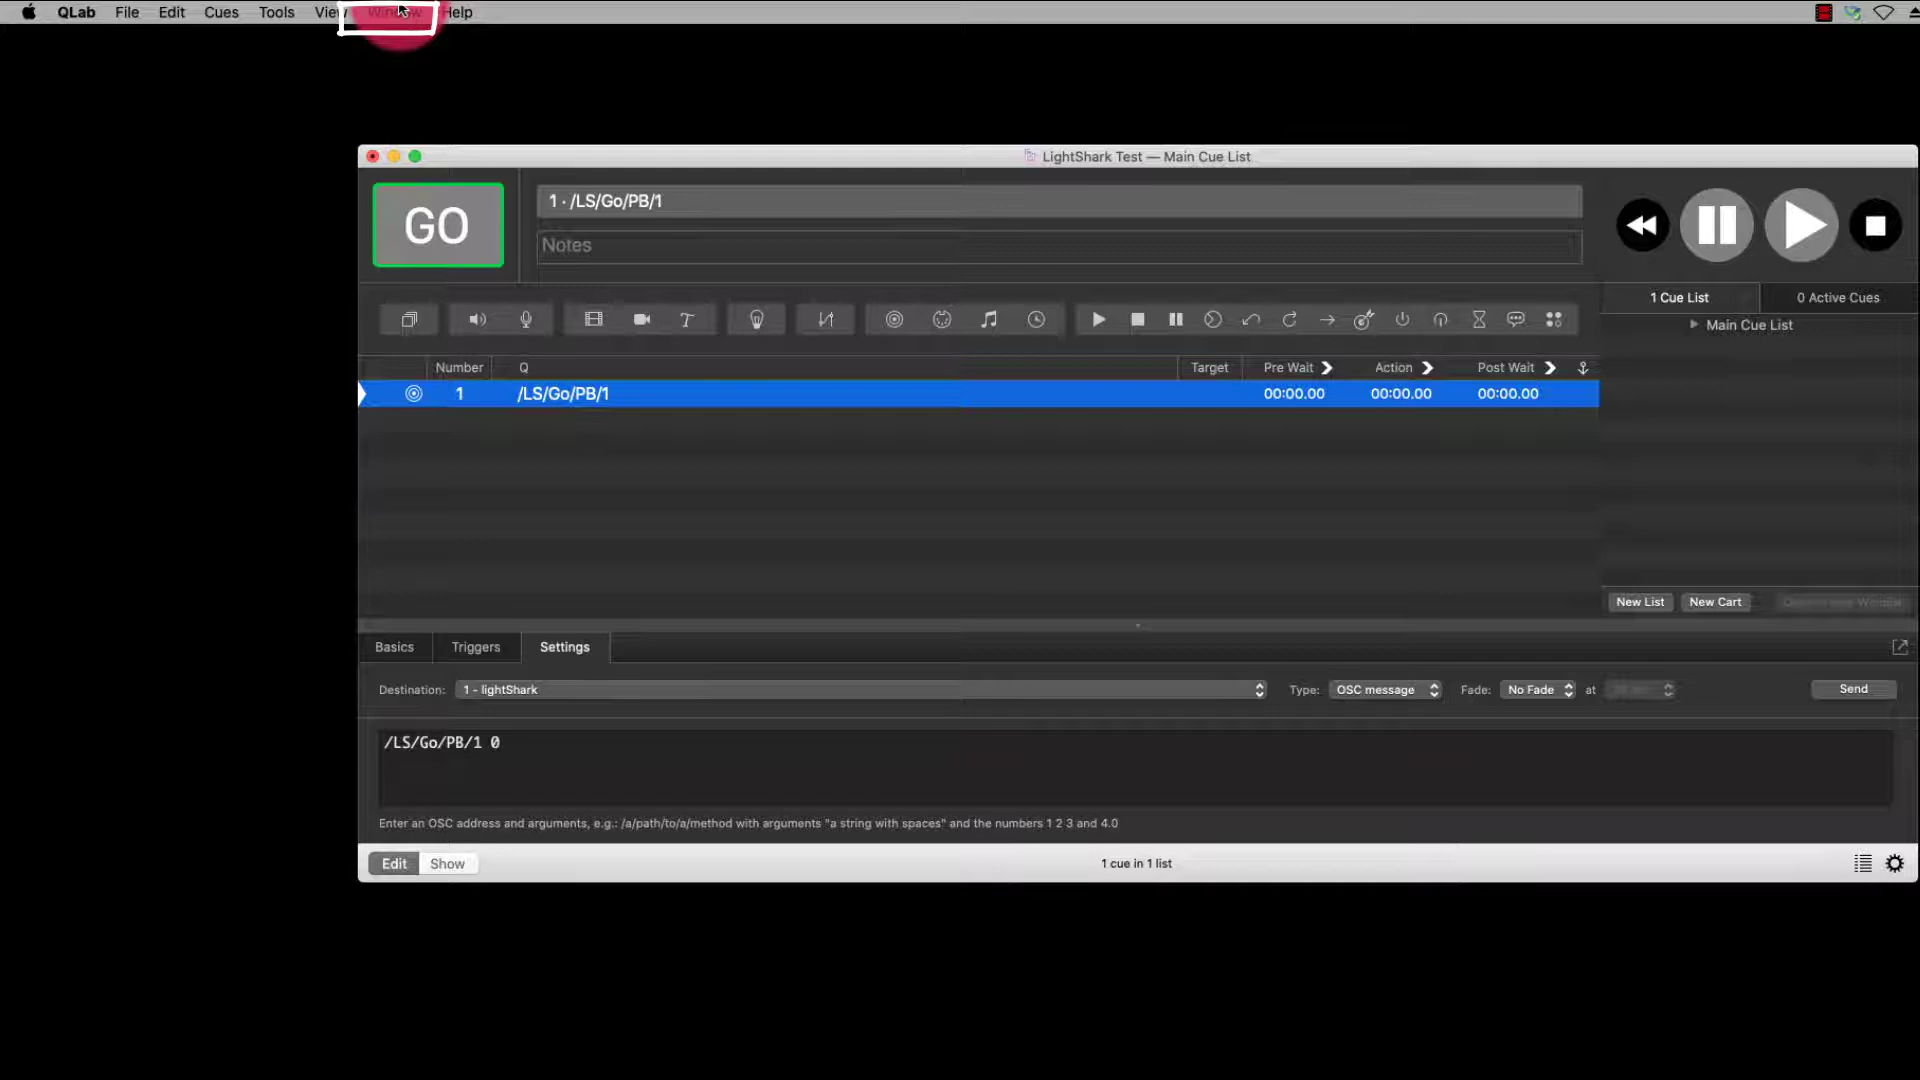 QLab File Edit Cues Tools View Window Help
LightShark Test — Main Cue List
GO
1 · /LS/Go/PB/1
Notes
1 Cue List 0 Active Cues
Main Cue List
Number Q Target Pre Wait Action Post Wait
1 /LS/Go/PB/1 00:00.00 00:00.00 00:00.00
New List New Cart
Basics Triggers Settings
Destination: 1 - lightShark Type: OSC message Fade: No Fade at Send
/LS/Go/PB/1 0
Enter an OSC address and arguments, e.g.: /a/path/to/a/method with arguments "a string with spaces" and the numbers 1 2 3 and 4.0
Edit Show 1 cue in 1 list